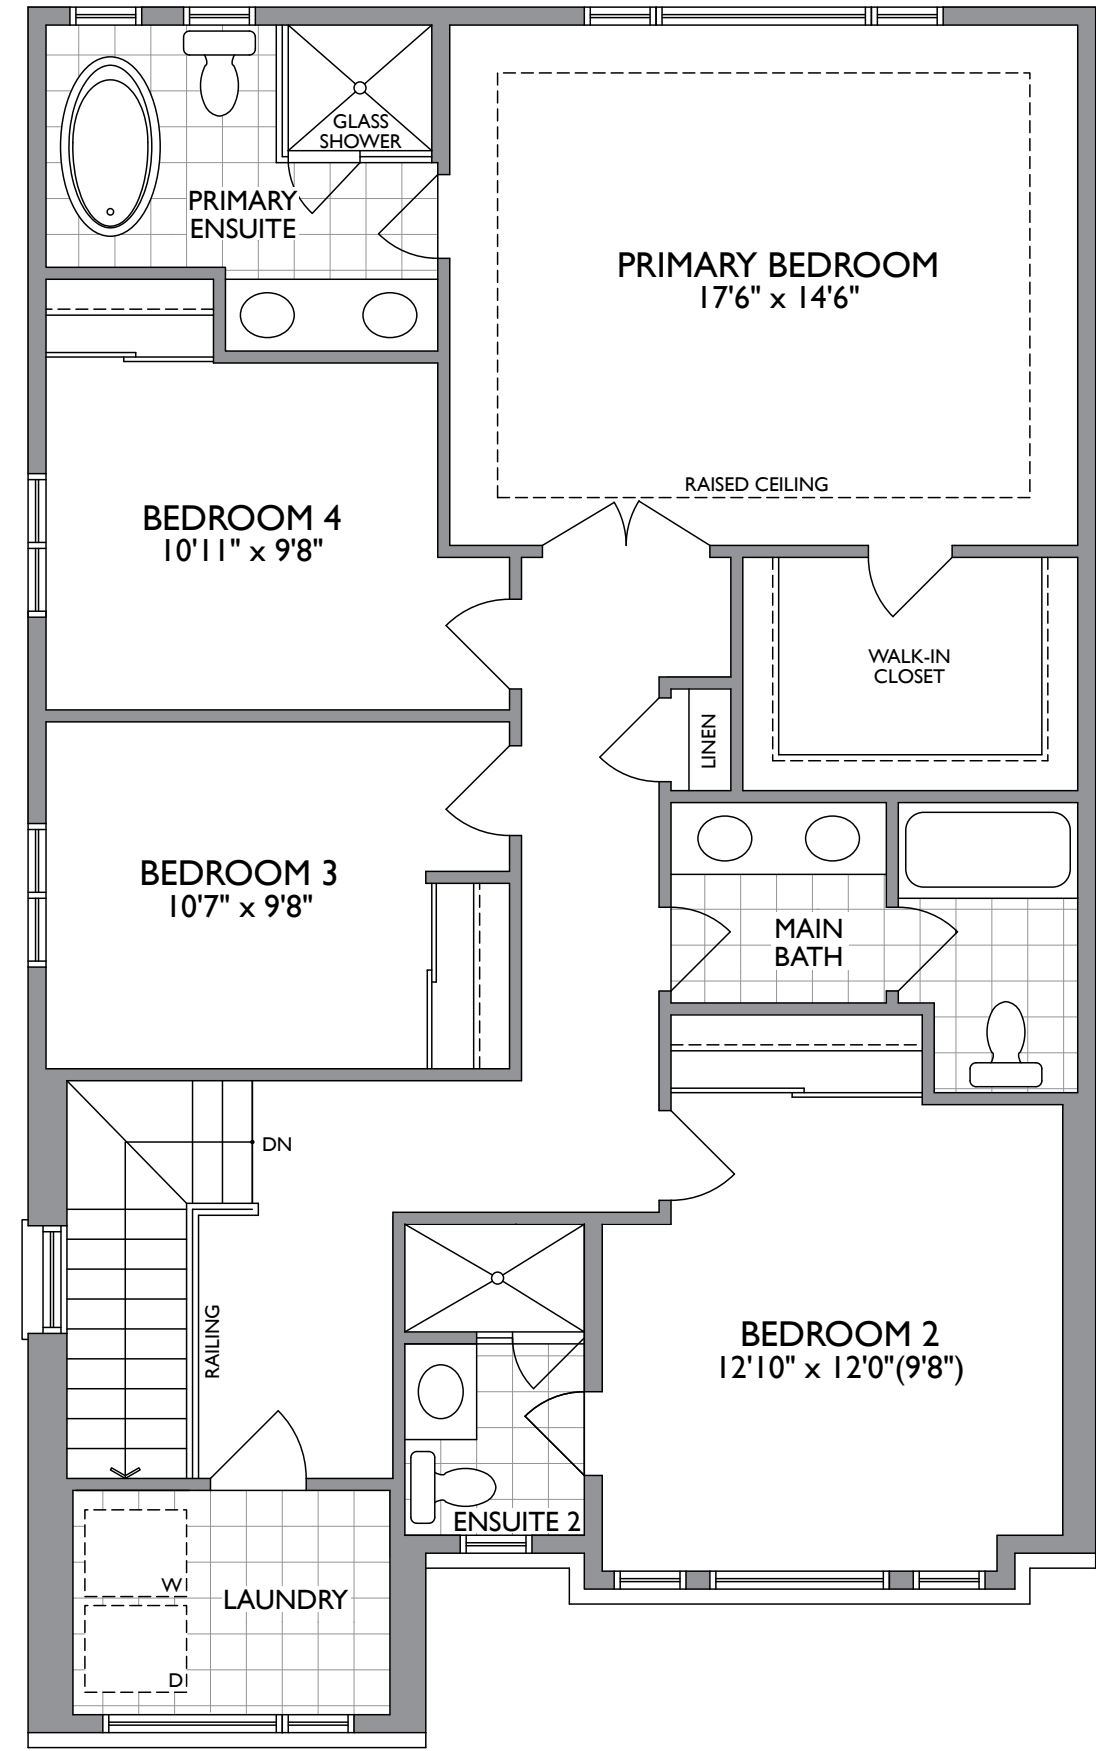 GLASS
SHOWER
PRIMARY
ENSUITE
PRIMARY BEDROOM
17'6" x 14'6"
RAISED CEILING
BEDROOM 4
10'11" x 9'8"
WALK-IN
CLOSET
LINEN
BEDROOM 3
10'7" x 9'8"
MAIN
BATH
DN
RAILING
BEDROOM 2
12'10" x 12'0"(9'8")
ENSUITE 2
W
LAUNDRY
D